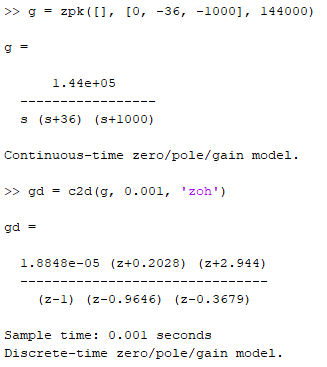 >> g = zpk([], [0, -36, -1000], 144000)
g =
1.44e+05
-----------------
s (s+36) (s+1000)
Continuous-time zero/pole/gain model.
>> gd = c2d(g, 0.001, 'zoh')
gd =
1.8848e-05 (z+0.2028) (z+2.944)
-------------------------------
(z-1) (z-0.9646) (z-0.3679)
Sample time: 0.001 seconds
Discrete-time zero/pole/gain model.